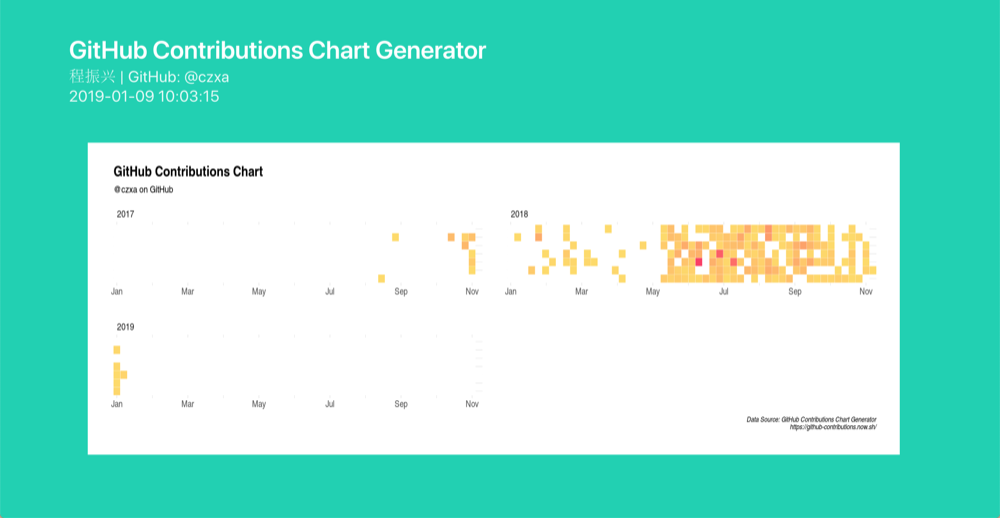 GitHub Contributions Chart Generator
程振兴 | GitHub: @czxa
2019-01-09 10:03:15
GitHub Contributions Chart
@czxa on GitHub
2017
Jan Mar May Jul Sep Nov
2018
Jan Mar May Jul Sep Nov
2019
Jan Mar May Jul Sep Nov
Data Source: GitHub Contributions Chart Generator
https://github-contributions.now.sh/